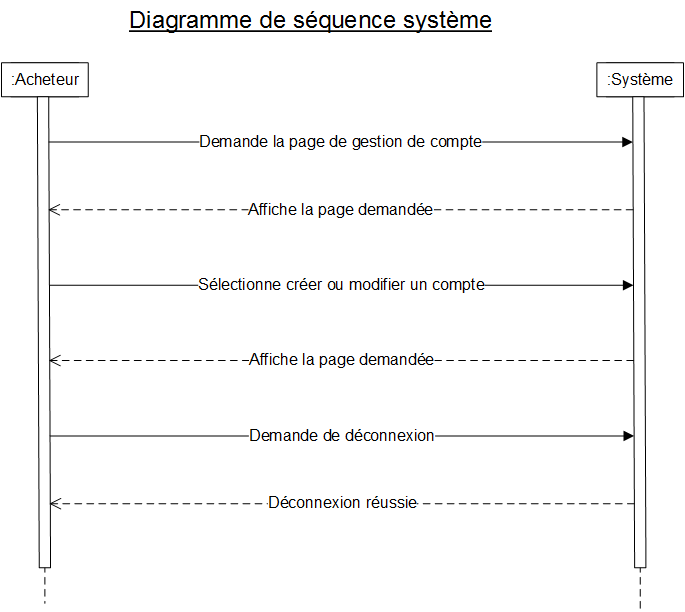 Diagramme de séquence système
:Acheteur
:Système
Demande la page de gestion de compte
Affiche la page demandée
Sélectionne créer ou modifier un compte
Affiche la page demandée
Demande de déconnexion
Déconnexion réussie